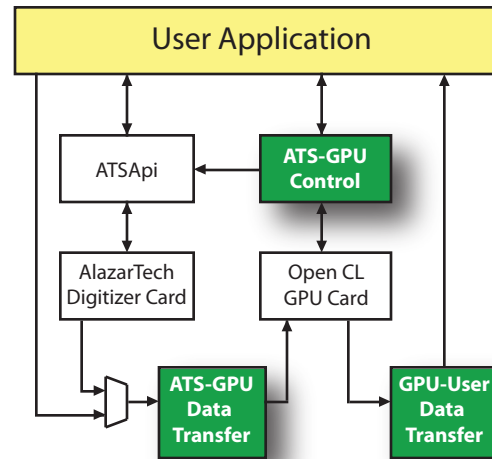 User Application
ATSApi
ATS-GPU
Control
AlazarTech
Digitizer Card
Open CL
GPU Card
ATS-GPU
Data
Transfer
GPU-User
Data
Transfer